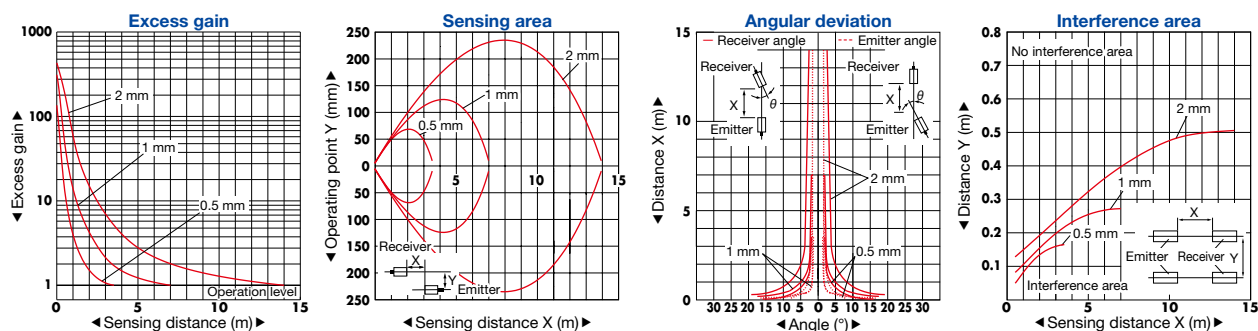 Excess gain
1000
100
10
1
◄ Excess gain ►
2 mm
1 mm
0.5 mm
Operation level
0 5 10 15
◄ Sensing distance (m) ►
Sensing area
250
200
150
100
50
0
50
100
150
200
250
◄ Operating point Y (mm) ►
2 mm
1 mm
0.5 mm
5 10 15
Receiver
X
Y
Emitter
◄ Sensing distance X (m) ►
Angular deviation
15
10
5
0
◄ Distance X (m) ►
Receiver angle
Emitter angle
Receiver
X
θ
Emitter
Receiver
X
θ
Emitter
2 mm
1 mm
0.5 mm
30 25 20 15 10 5 0 5 10 15 20 25 30
◄ Angle (°) ►
Interference area
0.8
0.7
0.6
0.5
0.4
0.3
0.2
0.1
◄ Distance Y (m) ►
No interference area
2 mm
1 mm
0.5 mm
X
Emitter Receiver Y
Interference area
0 5 10 15
◄ Sensing distance X (m) ►